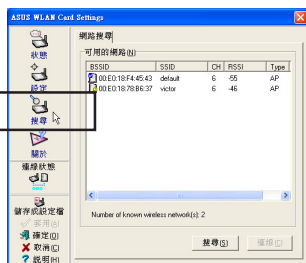 ASUS WLAN Card Settings
狀態
設定
搜尋
關於
連線狀態
儲存成設定檔
套用(A)
確定(O)
取消(C)
說明(H)
網路搜尋
可用的網路(N)
BSSID SSID CH RSSI Type
00:E0:18:F4:45:43 default 6 -55 AP
00:E0:18:78:B6:37 victor 6 -46 AP
Number of known wireless network(s): 2
搜尋(S) 連線(C)